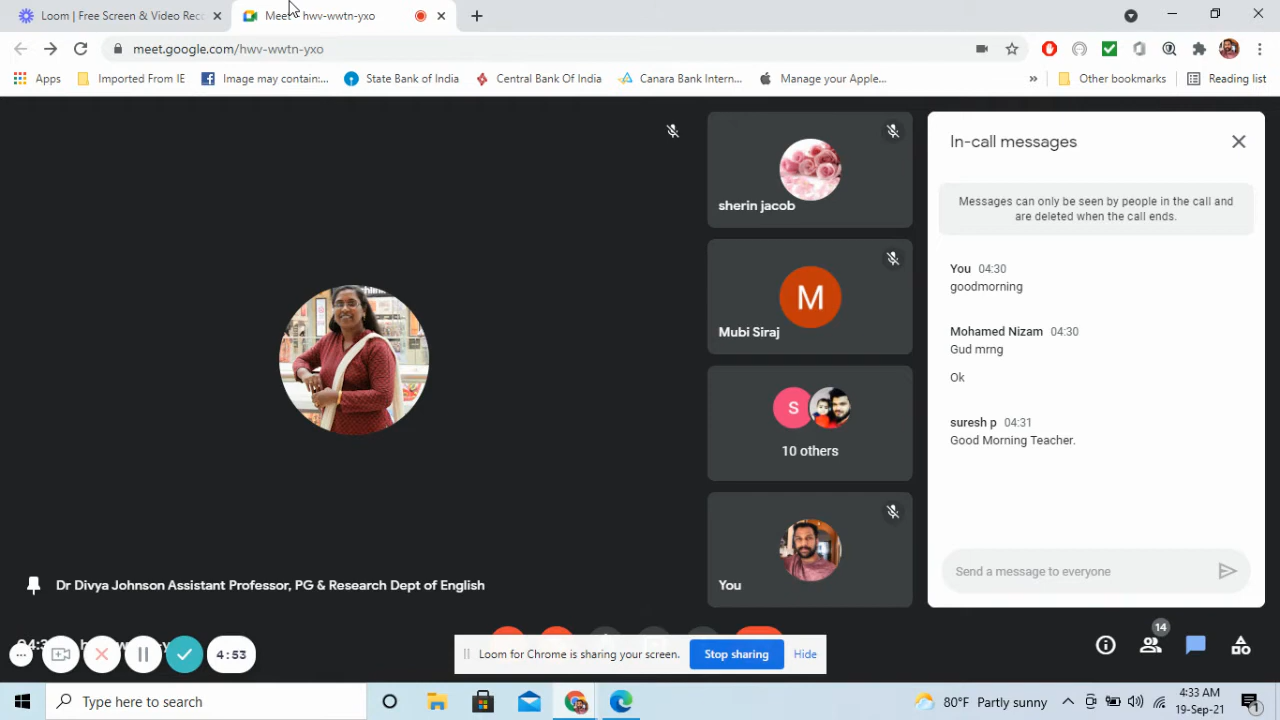 Loom | Free Screen & Video Reco
Meet - hwv-wwtn-yxo
meet.google.com/hwv-wwtn-yxo
Apps
Imported From IE
Image may contain:...
State Bank of India
Central Bank Of India
Canara Bank Intern...
Manage your Apple...
»
Other bookmarks
Reading list
sherin jacob
M
Mubi Siraj
S
10 others
You
Dr Divya Johnson Assistant Professor, PG & Research Dept of English
In-call messages
Messages can only be seen by people in the call and
are deleted when the call ends.
You 04:30
goodmorning
Mohamed Nizam 04:30
Gud mrng
Ok
suresh p 04:31
Good Morning Teacher.
Send a message to everyone
14
4:53
Loom for Chrome is sharing your screen.
Stop sharing
Hide
Type here to search
80°F Partly sunny
4:33 AM
19-Sep-21
1